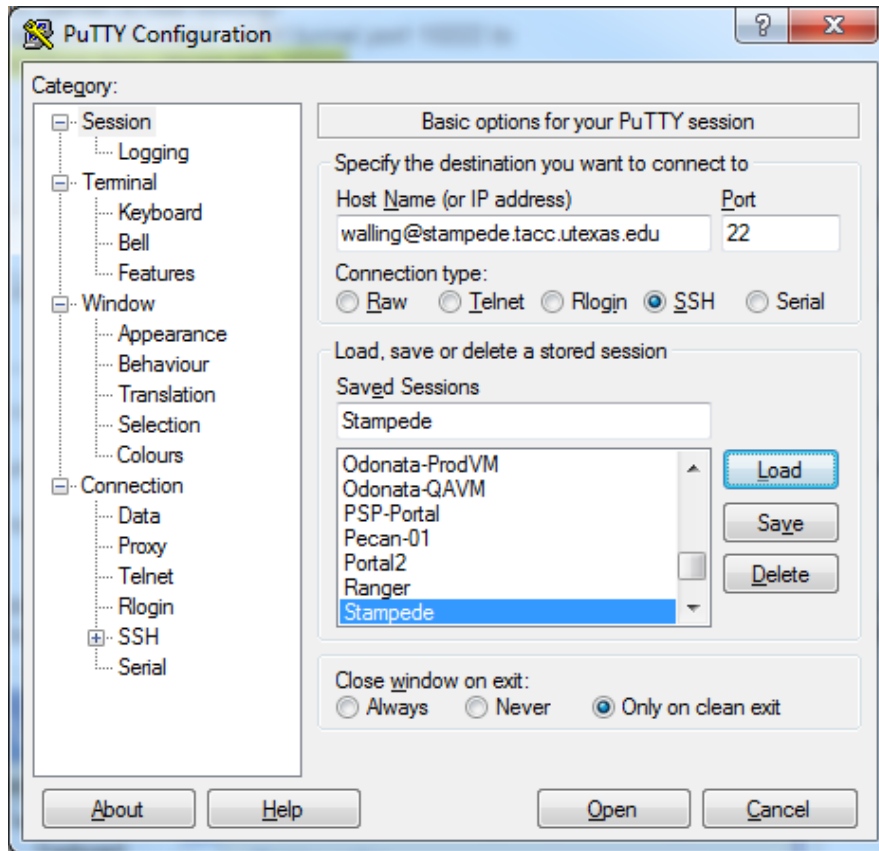 PuTTY Configuration
Category:
Session
Logging
Terminal
Keyboard
Bell
Features
Window
Appearance
Behaviour
Translation
Selection
Colours
Connection
Data
Proxy
Telnet
Rlogin
SSH
Serial
Basic options for your PuTTY session
Specify the destination you want to connect to
Host Name (or IP address) Port
walling@stampede.tacc.utexas.edu 22
Connection type:
Raw Telnet Rlogin SSH Serial
Load, save or delete a stored session
Saved Sessions
Stampede
Odonata-ProdVM
Odonata-QAVM
PSP-Portal
Pecan-01
Portal2
Ranger
Stampede
Load
Save
Delete
Close window on exit:
Always Never Only on clean exit
About Help Open Cancel